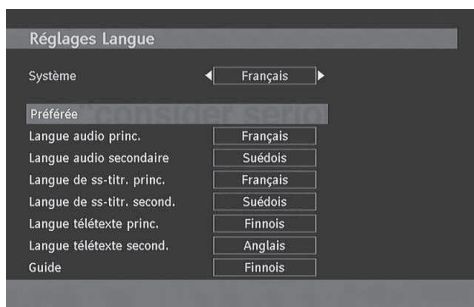 Réglages Langue
Système Français
Préférée
Langue audio princ. Français
Langue audio secondaire Suédois
Langue de ss-titr. princ. Français
Langue de ss-titr. second. Suédois
Langue télétexte princ. Finnois
Langue télétexte second. Anglais
Guide Finnois